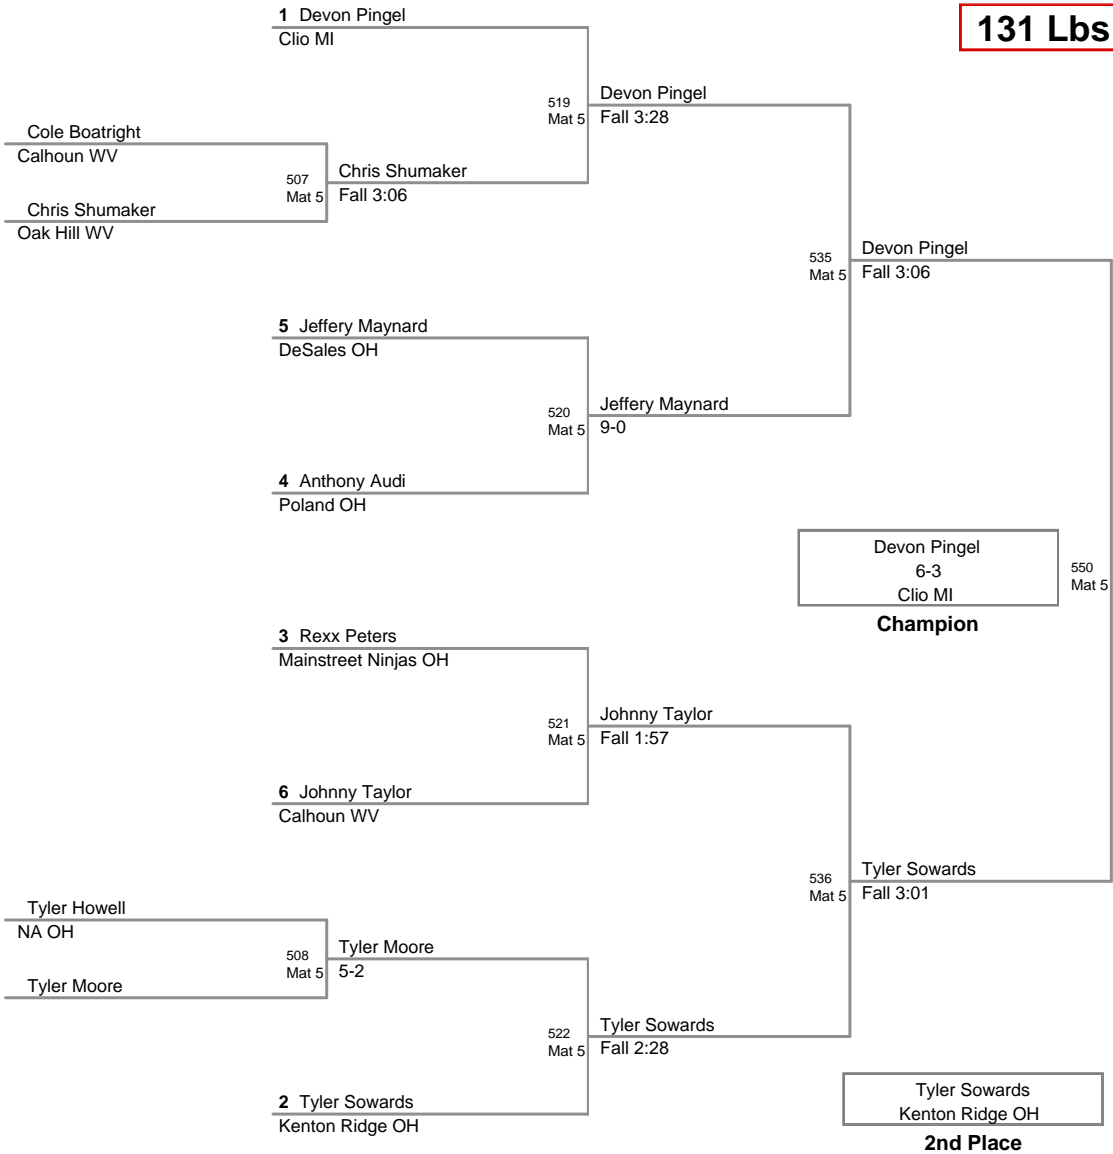 1 Devon Pingel
Clio MI
131 Lbs
519
Mat 5
Devon Pingel
Fall 3:28
Cole Boatright
Calhoun WV
507
Mat 5
Chris Shumaker
Fall 3:06
Chris Shumaker
Oak Hill WV
535
Mat 5
Devon Pingel
Fall 3:06
5 Jeffery Maynard
DeSales OH
520
Mat 5
Jeffery Maynard
9-0
4 Anthony Audi
Poland OH
Devon Pingel
6-3
Clio MI
Champion
550
Mat 5
3 Rexx Peters
Mainstreet Ninjas OH
521
Mat 5
Johnny Taylor
Fall 1:57
6 Johnny Taylor
Calhoun WV
536
Mat 5
Tyler Sowards
Fall 3:01
Tyler Howell
NA OH
508
Mat 5
Tyler Moore
5-2
Tyler Moore
522
Mat 5
Tyler Sowards
Fall 2:28
2 Tyler Sowards
Kenton Ridge OH
Tyler Sowards
Kenton Ridge OH
2nd Place